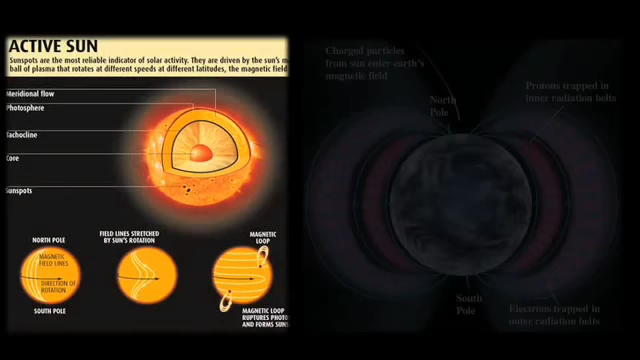 ACTIVE SUN
Sunspots are the most reliable indicator of solar activity. They are driven by the sun's m
ball of plasma that rotates at different speeds at different latitudes, the magnetic field
Meridional flow
Photosphere
Tachocline
Core
Sunspots
NORTH POLE
MAGNETIC
FIELD LINES
DIRECTION OF
ROTATION
SOUTH POLE
FIELD LINES STRETCHED
BY SUN'S ROTATION
MAGNETIC
LOOP
MAGNETIC LOOP
RUPTURES PHOTO
AND FORMS SUNS
Charged particles
from sun enter earth's
magnetic field
North
Pole
Protons trapped in
inner radiation belts
South
Pole
Electrons trapped in
outer radiation belts